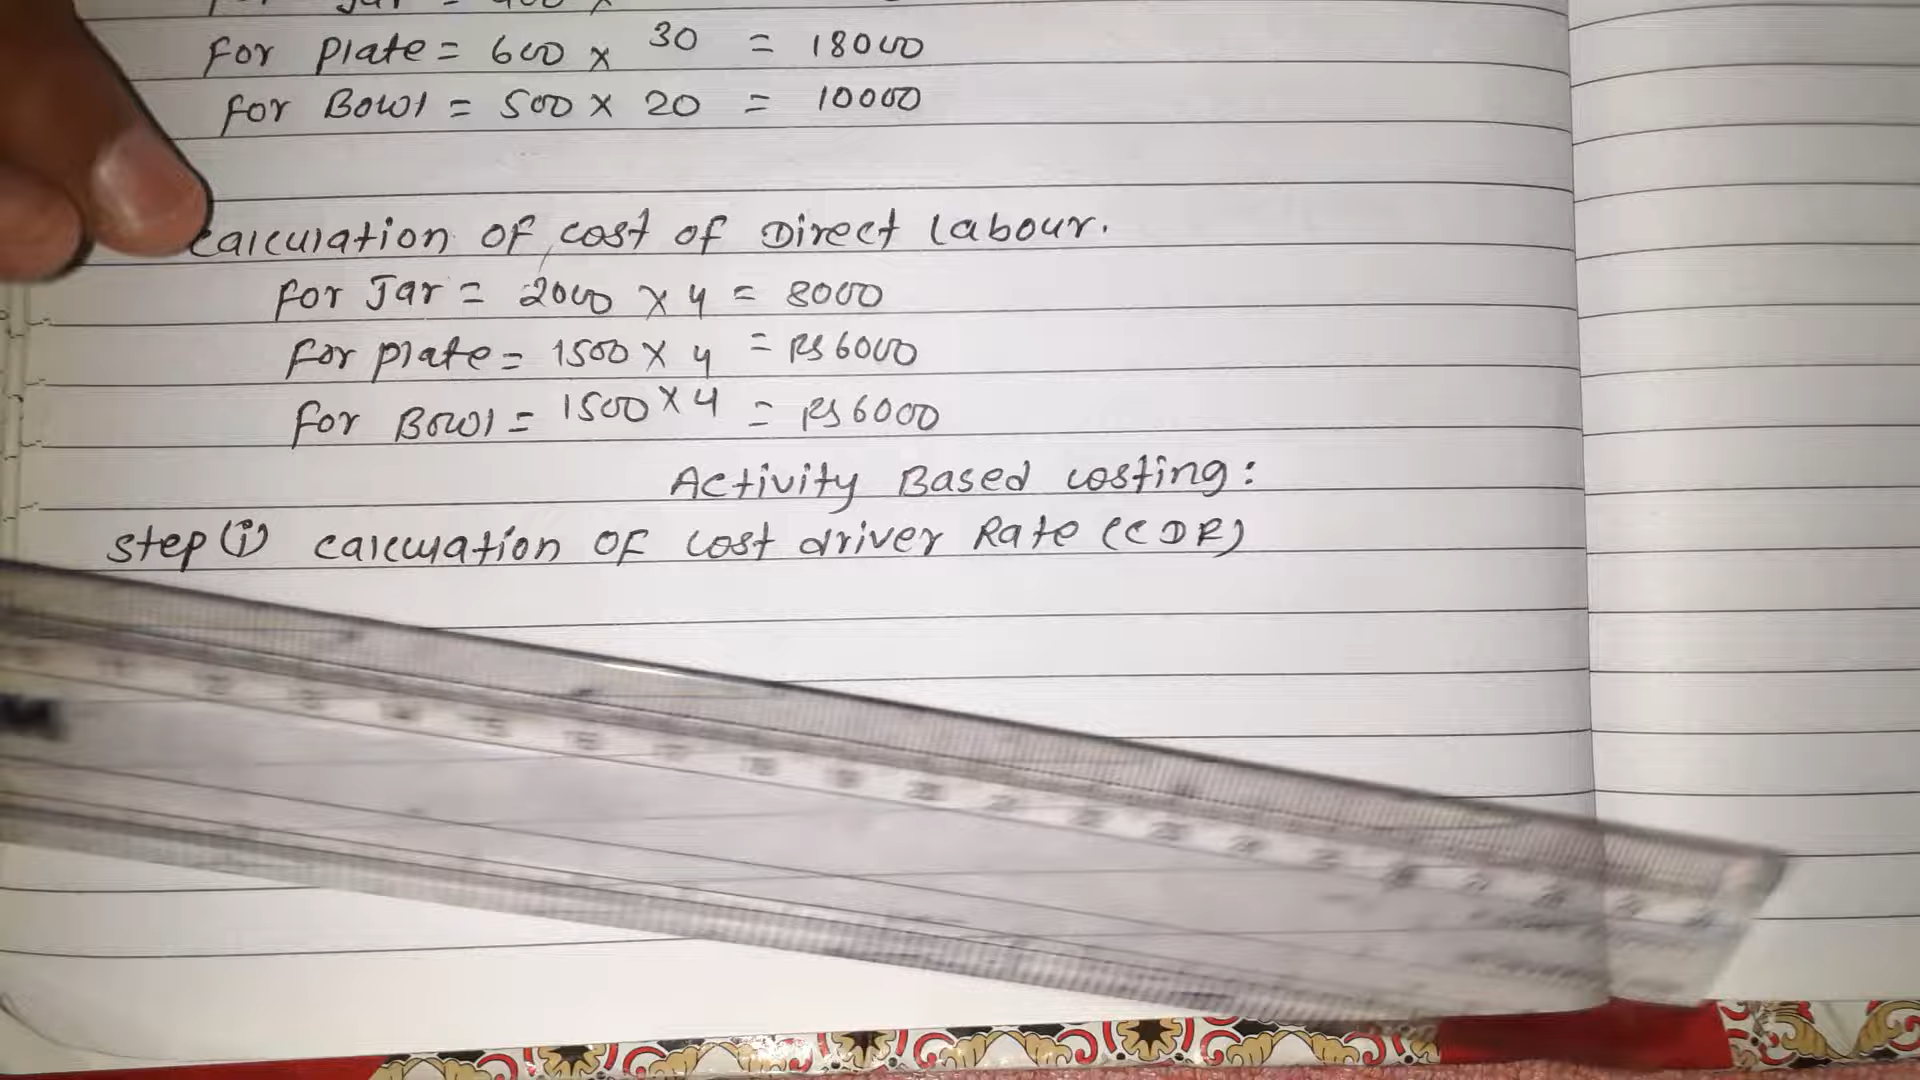 For Plate = 600 × 30 = 18000
For Bowl = 500 × 20 = 10000
Calculation OF cost of Direct Labour.
For Jar = 2000 × 4 = 8000
For plate = 1500 × 4 = Rs 6000
For Bowl = 1500 × 4 = Rs 6000
Activity Based costing:
step (i) calculation OF cost driver Rate (CDR)